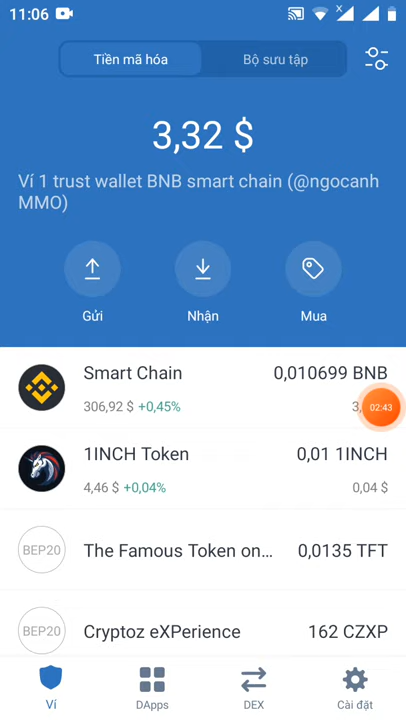 11:06
Tiền mã hóa
Bộ sưu tập
3,32 $
Ví 1 trust wallet BNB smart chain (@ngocanh
MMO)
Gửi
Nhận
Mua
Smart Chain
0,010699 BNB
306,92 $ +0,45%
3,
02:43
1INCH Token
0,01 1INCH
4,46 $ +0,04%
0,04 $
BEP20
The Famous Token on...
0,0135 TFT
BEP20
Cryptoz eXPerience
162 CZXP
Ví
DApps
DEX
Cài đặt